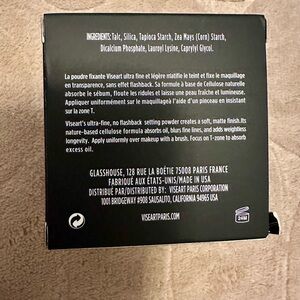 INGREDIENTS: Talc, Silica, Tapioca Starch, Zea Mays (Corn) Starch,
Dicalcium Phosphate, Lauroyl Lysine, Caprylyl Glycol.
La poudre fixante Viseart ultra fine et légère matifie le teint et fixe le maquillage
en transparence, sans effet flashback. Sa formule à base de Cellulose naturelle
absorbe le sébum, floute les ridules et laisse une peau fraîche et lumineuse.
Appliquer uniformément sur le maquillage à l'aide d'un pinceau en insistant
sur la zone T.
Viseart's ultra-fine, no flashback setting powder creates a soft, matte finish. Its
nature-based cellulose formula absorbs oil, blurs fine lines, and adds weightless
longevity. Apply uniformly over makeup with a brush. Focus on T-zone to absorb
excess oil.
GLASSHOUSE, 128 RUE LA BOÉTIE 75008 PARIS FRANCE
FABRIQUÉ AUX ÉTATS-UNIS/MADE IN USA
DISTRIBUÉ PAR/DISTRIBUTED BY: VISEART PARIS CORPORATION
1001 BRIDGEWAY #908 SAUSALITO, CALIFORNIA 94965 USA
VISEARTPARIS.COM
24M